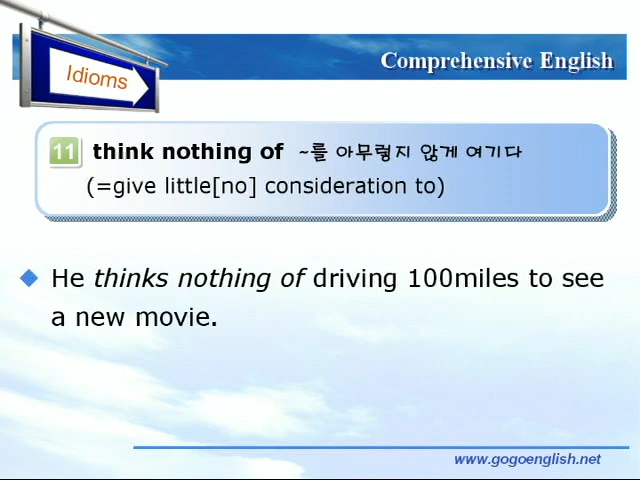 Idioms
Comprehensive English
11 think nothing of ~를 아무렇지 않게 여기다
(=give little[no] consideration to)
He thinks nothing of driving 100miles to see
a new movie.
www.gogoenglish.net